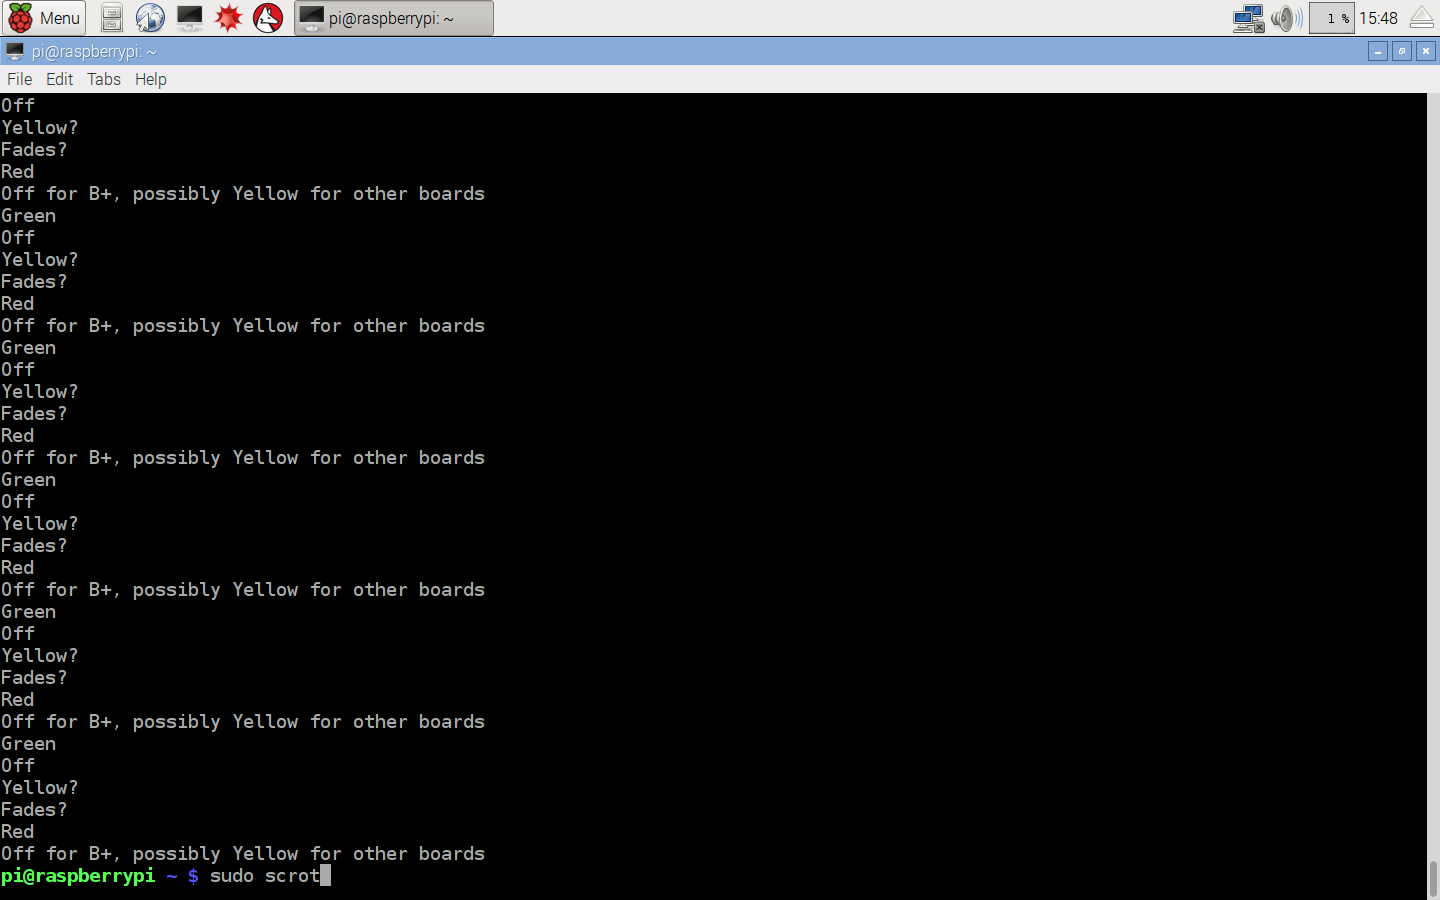 Menu pi@raspberrypi: ~ 1 % 15:48
pi@raspberrypi: ~
File Edit Tabs Help
Off
Yellow?
Fades?
Red
Off for B+, possibly Yellow for other boards
Green
Off
Yellow?
Fades?
Red
Off for B+, possibly Yellow for other boards
Green
Off
Yellow?
Fades?
Red
Off for B+, possibly Yellow for other boards
Green
Off
Yellow?
Fades?
Red
Off for B+, possibly Yellow for other boards
Green
Off
Yellow?
Fades?
Red
Off for B+, possibly Yellow for other boards
Green
Off
Yellow?
Fades?
Red
Off for B+, possibly Yellow for other boards
pi@raspberrypi ~ $ sudo scrot